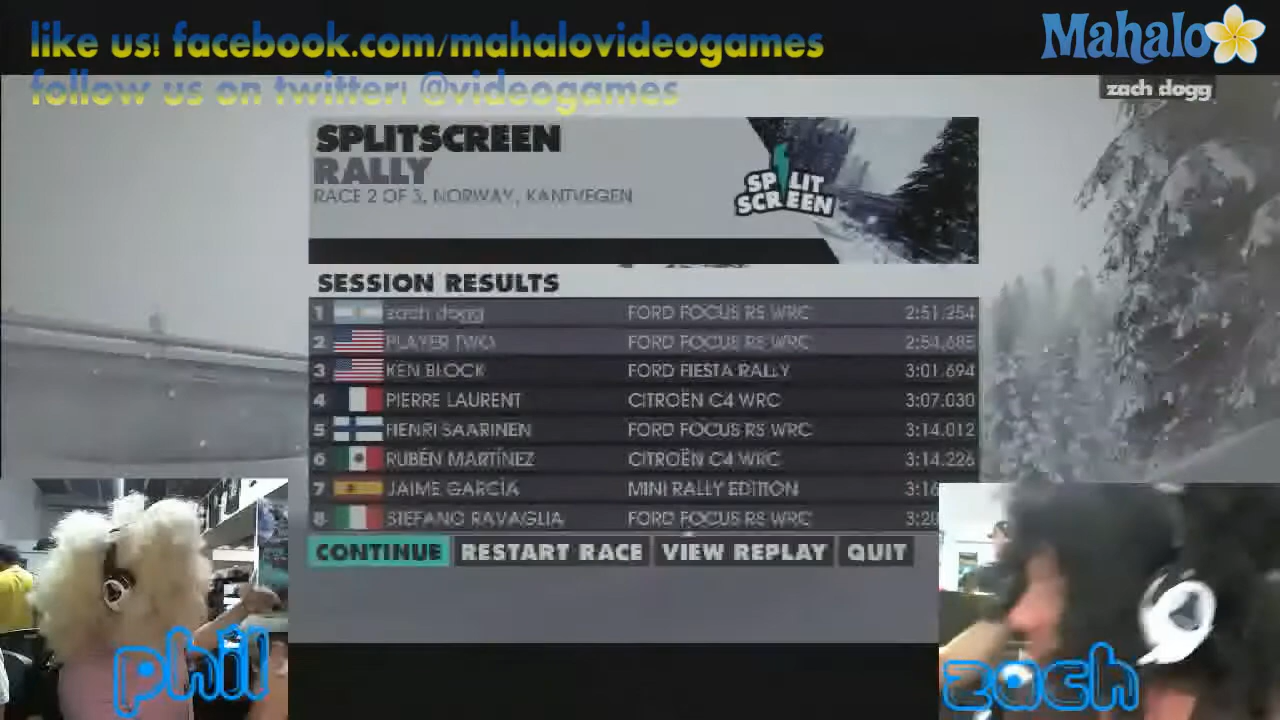 like us! facebook.com/mahalovideogames
Mahalo
follow us on twitter! @videogames
zach dogg
SPLITSCREEN
RALLY
RACE 2 OF 3, NORWAY, KANTVEGEN
SPLIT
SCREEN
SESSION RESULTS
1 zach dogg FORD FOCUS RS WRC 2:51.254
2 PLAYER TWO FORD FOCUS RS WRC 2:54.685
3 KEN BLOCK FORD FIESTA RALLY 3:01.694
4 PIERRE LAURENT CITROËN C4 WRC 3:07.030
5 HENRI SAARINEN FORD FOCUS RS WRC 3:14.012
6 RUBÉN MARTÍNEZ CITROËN C4 WRC 3:14.226
7 JAIME GARCÍA MINI RALLY EDITION 3:16
8 STEFANO RAVAGLIA FORD FOCUS RS WRC
CONTINUE RESTART RACE VIEW REPLAY QUIT
phil
zach